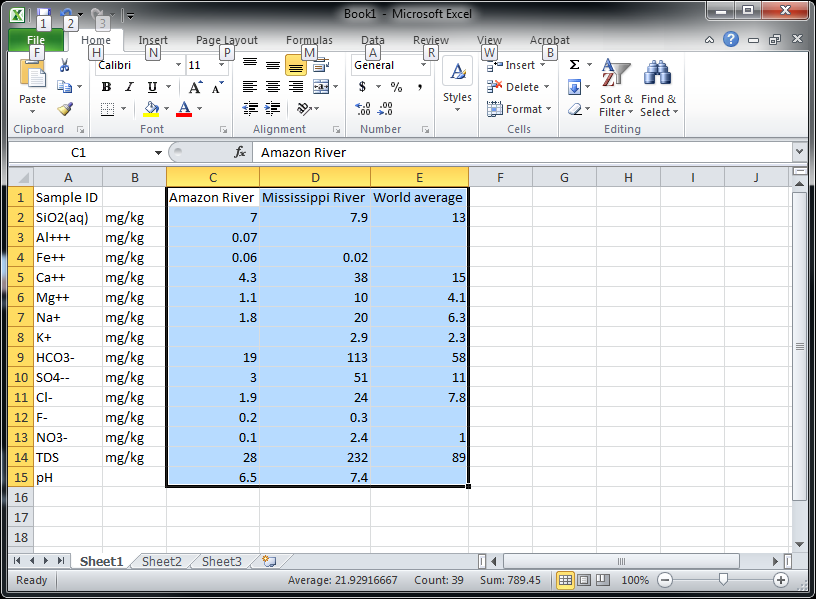 Book1 - Microsoft Excel
1 2 3
File Home Insert Page Layout Formulas Data Review View Acrobat
F H N P M A R W B
Paste
Clipboard
Calibri 11
B I U
A A
A
Font
Alignment
General
$ % ,
.0 .00 .00 .0
Number
A
Styles
Insert
Delete
Format
Cells
Σ
A Z
Sort & Filter
Find & Select
Editing
C1 fx Amazon River
A B C D E F G H I J
1 Sample ID Amazon River Mississippi River World average
2 SiO2(aq) mg/kg 7 7.9 13
3 Al+++ mg/kg 0.07
4 Fe++ mg/kg 0.06 0.02
5 Ca++ mg/kg 4.3 38 15
6 Mg++ mg/kg 1.1 10 4.1
7 Na+ mg/kg 1.8 20 6.3
8 K+ mg/kg 2.9 2.3
9 HCO3- mg/kg 19 113 58
10 SO4-- mg/kg 3 51 11
11 Cl- mg/kg 1.9 24 7.8
12 F- mg/kg 0.2 0.3
13 NO3- mg/kg 0.1 2.4 1
14 TDS mg/kg 28 232 89
15 pH 6.5 7.4
16
17
18
Sheet1 Sheet2 Sheet3
Ready Average: 21.92916667 Count: 39 Sum: 789.45 100%